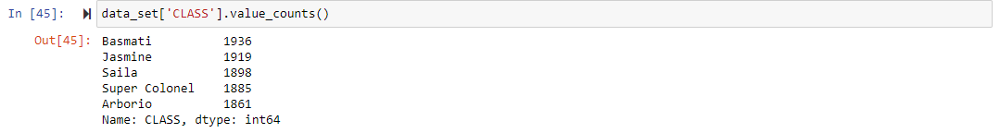 In [45]: data_set['CLASS'].value_counts()
Out[45]: Basmati 1936
Jasmine 1919
Saila 1898
Super Colonel 1885
Arborio 1861
Name: CLASS, dtype: int64